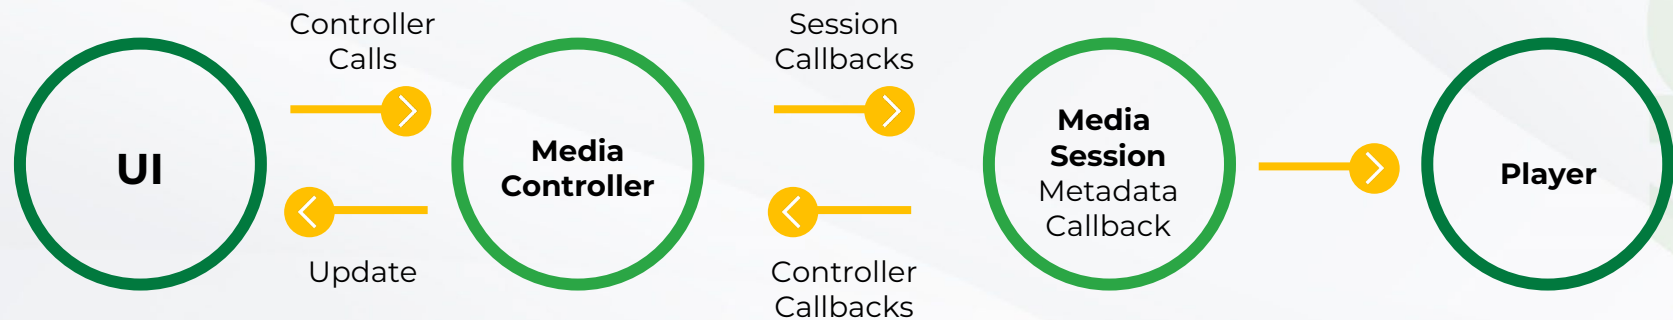 Controller
Calls
Session
Callbacks
UI
Media
Controller
Media
Session
Metadata
Callback
Player
Update
Controller
Callbacks